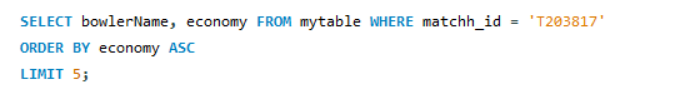 SELECT bowlerName, economy FROM mytable WHERE matchh_id = 'T203817'
ORDER BY economy ASC
LIMIT 5;